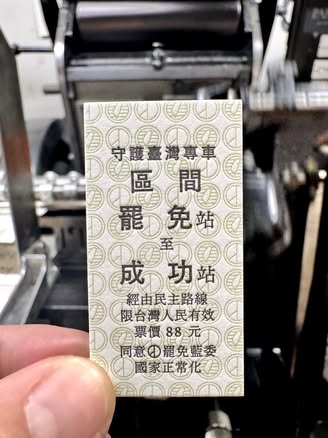 守護臺灣專車
區間
罷免站
至
成功站
經由民主路線
限台灣人民有效
票價88元
同意罷免藍委
國家正常化